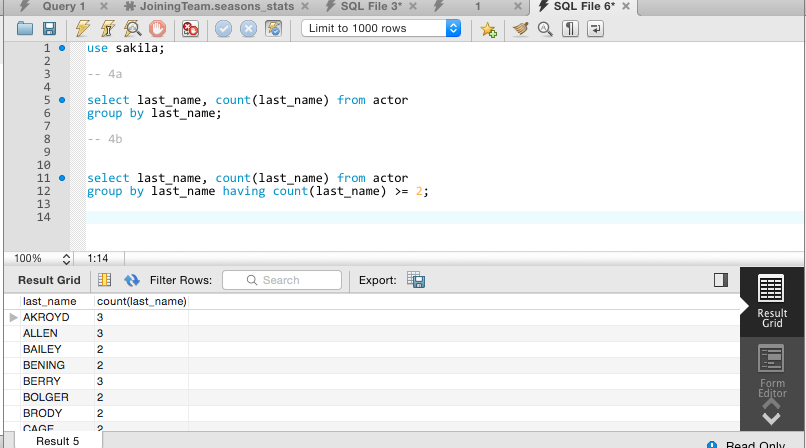 Query 1
JoiningTeam.seasons_stats
SQL File 3*
1
SQL File 6*
Limit to 1000 rows
1 use sakila;
2
3 -- 4a
4
5 select last_name, count(last_name) from actor
6 group by last_name;
7
8 -- 4b
9
10
11 select last_name, count(last_name) from actor
12 group by last_name having count(last_name) >= 2;
13
14
100% 1:14
Result Grid Filter Rows: Search Export:
last_name count(last_name)
AKROYD 3
ALLEN 3
BAILEY 2
BENING 2
BERRY 3
BOLGER 2
BRODY 2
CAGE 2
Result
Grid
Form
Editor
Result 5
Read Only